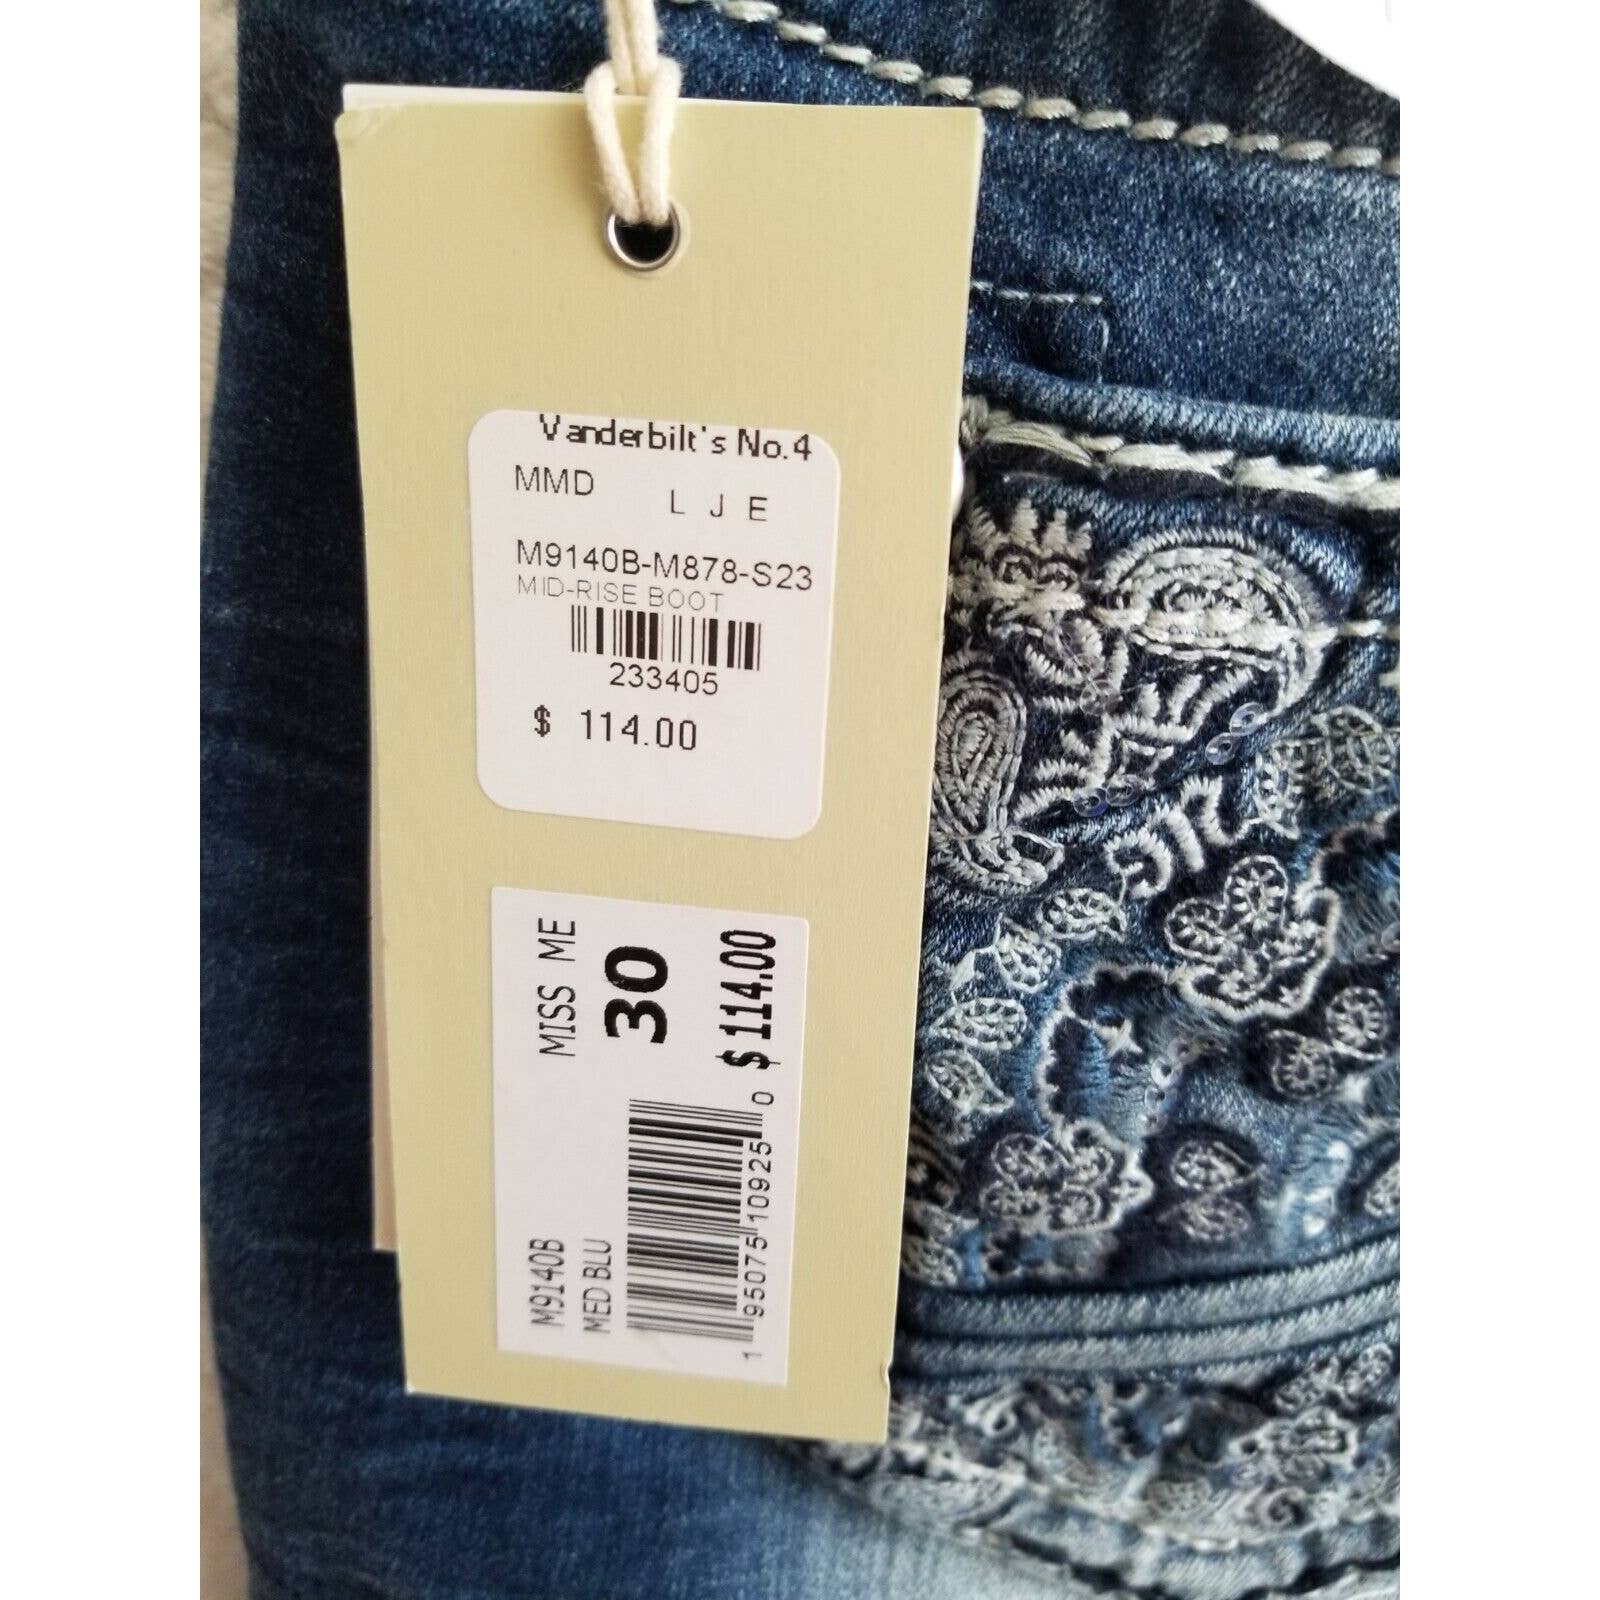 Vanderbilt's No.4
MMD
L J E
M9140B-M878-S23
MID-RISE BOOT
233405
$ 114.00
MISS ME
30
$ 114.00
M9140B
MED BLU
1 95075 10925 0